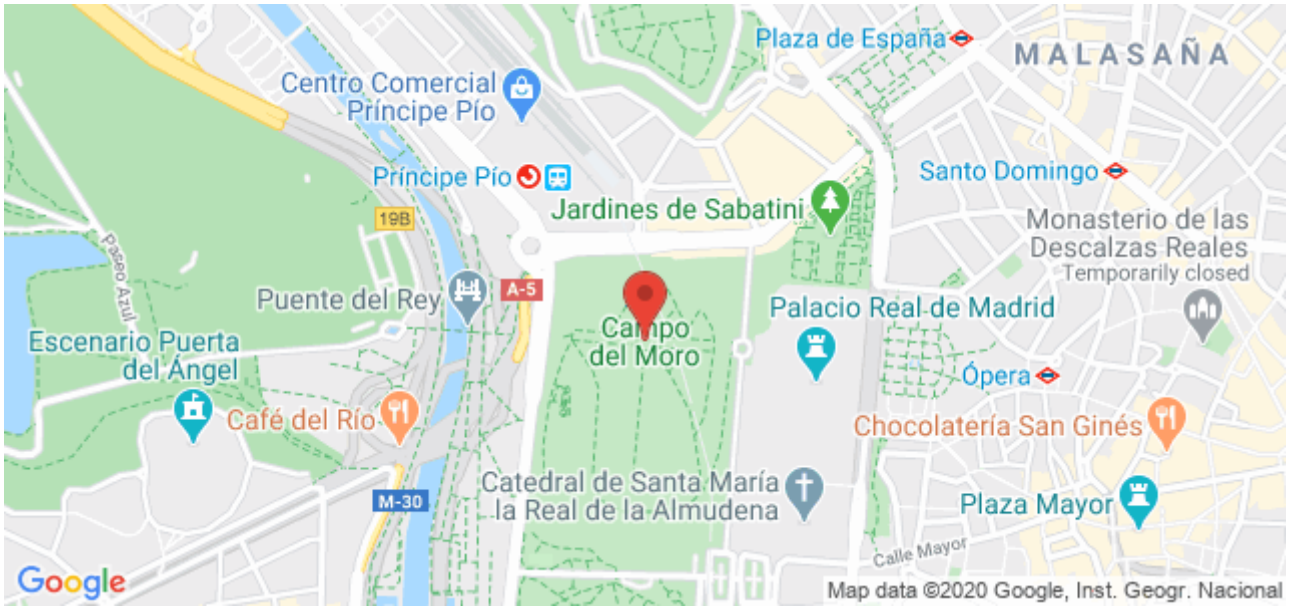 Plaza de España
MALASAÑA
Centro Comercial
Príncipe Pío
Príncipe Pío
Santo Domingo
19B
Jardines de Sabatini
Monasterio de las
Descalzas Reales
Temporarily closed
Paseo Azul
Puente del Rey
A-5
Palacio Real de Madrid
Campo
del Moro
Escenario Puerta
del Ángel
Ópera
Café del Río
Chocolatería San Ginés
Catedral de Santa María
la Real de la Almudena
M-30
Plaza Mayor
Calle Mayor
Google
Map data ©2020 Google, Inst. Geogr. Nacional